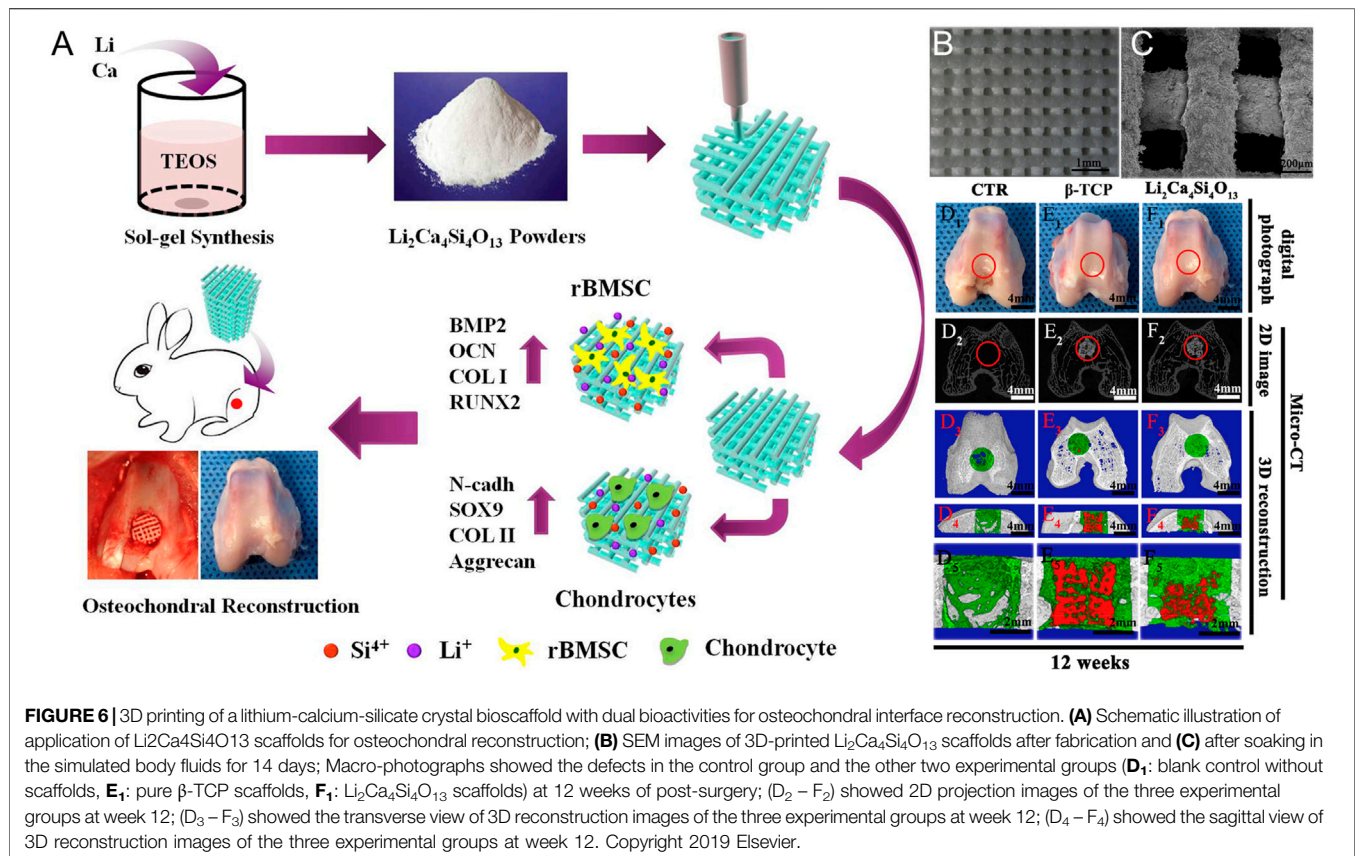 A
Li
Ca
TEOS
Sol-gel Synthesis
Li₂Ca₄Si₄O₁₃ Powders
B
1mm
C
200μm
rBMSC
BMP2
OCN
COL I
RUNX2
N-cadh
SOX9
COL II
Aggrecan
Chondrocytes
Osteochondral Reconstruction
Si⁴⁺ Li⁺ rBMSC Chondrocyte
CTR β-TCP Li₂Ca₄Si₄O₁₃
D₁ E₁ F₁
4mm 4mm 4mm
digital photograph
D₂ E₂ F₂
4mm 4mm 4mm
2D image
D₃ E₃ F₃
4mm 4mm 4mm
D₄ E₄ F₄
4mm 4mm 4mm
D₅ E₅ F₅
2mm 2mm 2mm
3D reconstruction
Micro-CT
12 weeks
FIGURE 6 | 3D printing of a lithium-calcium-silicate crystal bioscaffold with dual bioactivities for osteochondral interface reconstruction. (A) Schematic illustration of
application of Li2Ca4Si4O13 scaffolds for osteochondral reconstruction; (B) SEM images of 3D-printed Li₂Ca₄Si₄O₁₃ scaffolds after fabrication and (C) after soaking in
the simulated body fluids for 14 days; Macro-photographs showed the defects in the control group and the other two experimental groups (D₁: blank control without
scaffolds, E₁: pure β-TCP scaffolds, F₁: Li₂Ca₄Si₄O₁₃ scaffolds) at 12 weeks of post-surgery; (D₂ – F₂) showed 2D projection images of the three experimental
groups at week 12; (D₃ – F₃) showed the transverse view of 3D reconstruction images of the three experimental groups at week 12; (D₄ – F₄) showed the sagittal view of
3D reconstruction images of the three experimental groups at week 12. Copyright 2019 Elsevier.